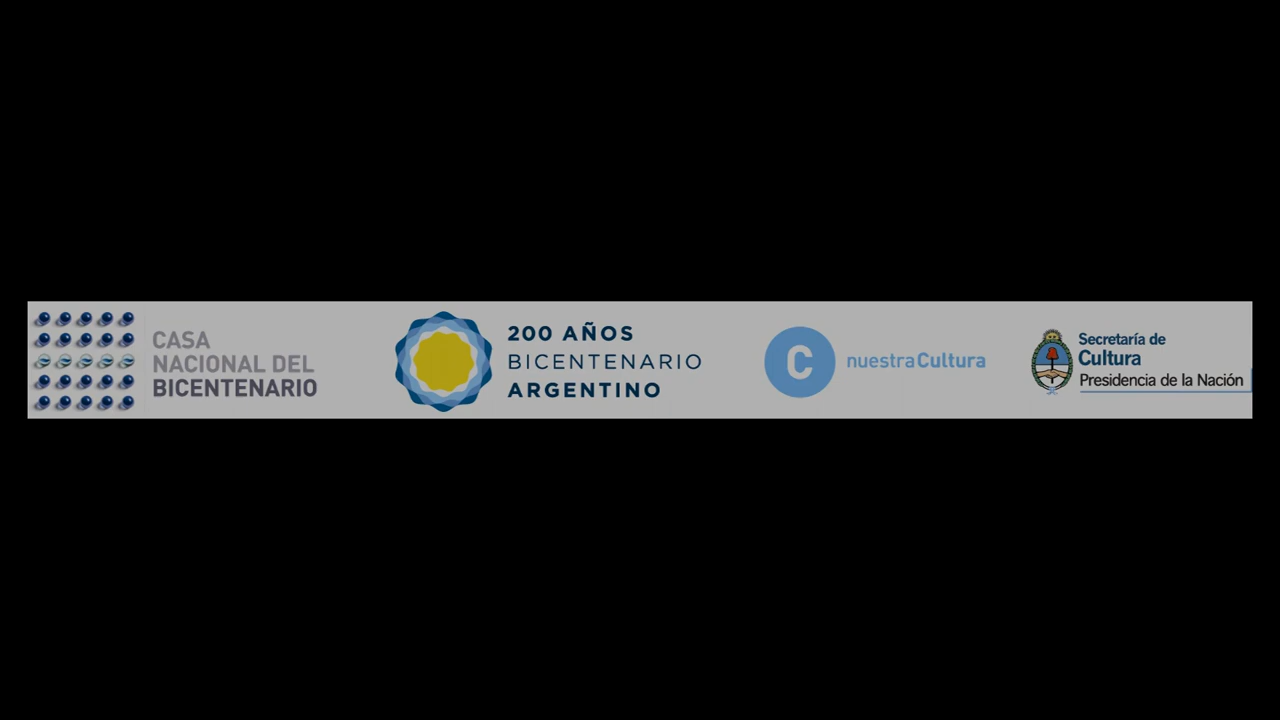 CASA
NACIONAL DEL
BICENTENARIO
200 AÑOS
BICENTENARIO
ARGENTINO
C
nuestraCultura
Secretaría de
Cultura
Presidencia de la Nación